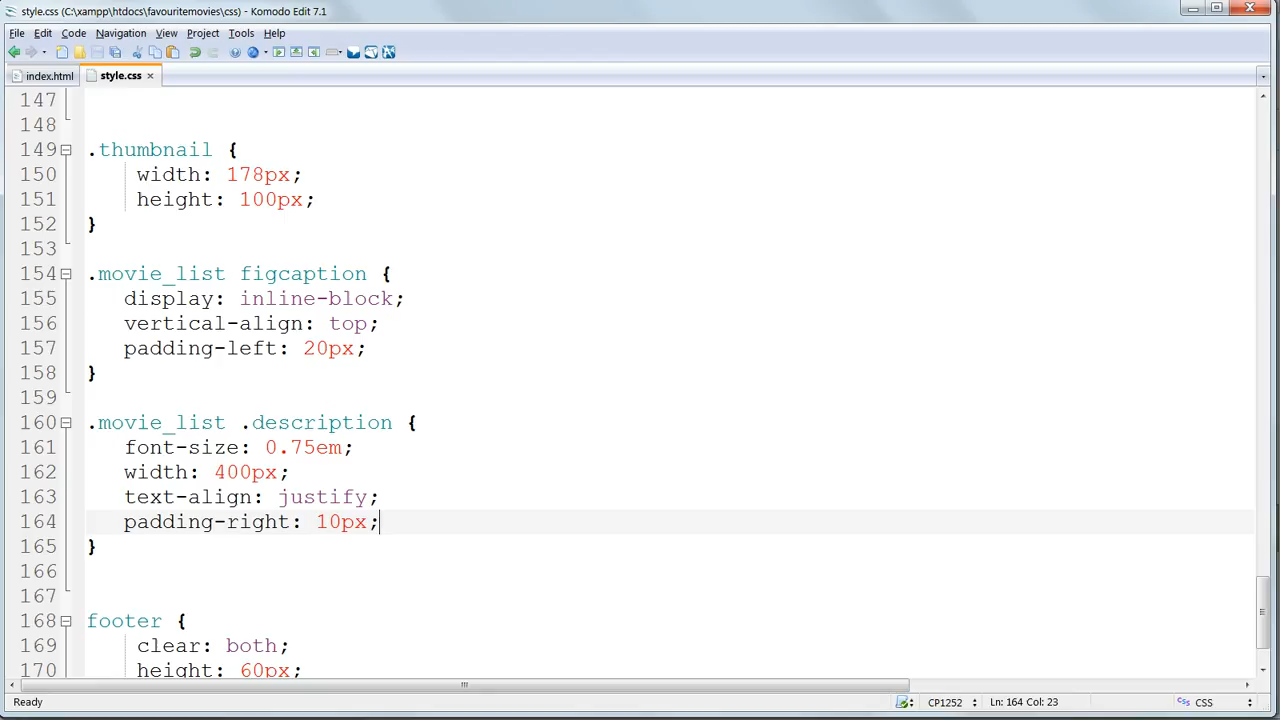 style.css (C:\xampp\htdocs\favouritemovies\css) - Komodo Edit 7.1
File Edit Code Navigation View Project Tools Help
index.html style.css
147
148
149 .thumbnail {
150 width: 178px;
151 height: 100px;
152 }
153
154 .movie_list figcaption {
155 display: inline-block;
156 vertical-align: top;
157 padding-left: 20px;
158 }
159
160 .movie_list .description {
161 font-size: 0.75em;
162 width: 400px;
163 text-align: justify;
164 padding-right: 10px;
165 }
166
167
168 footer {
169 clear: both;
170 height: 60px;
Ready CP1252 Ln: 164 Col: 23 CSS